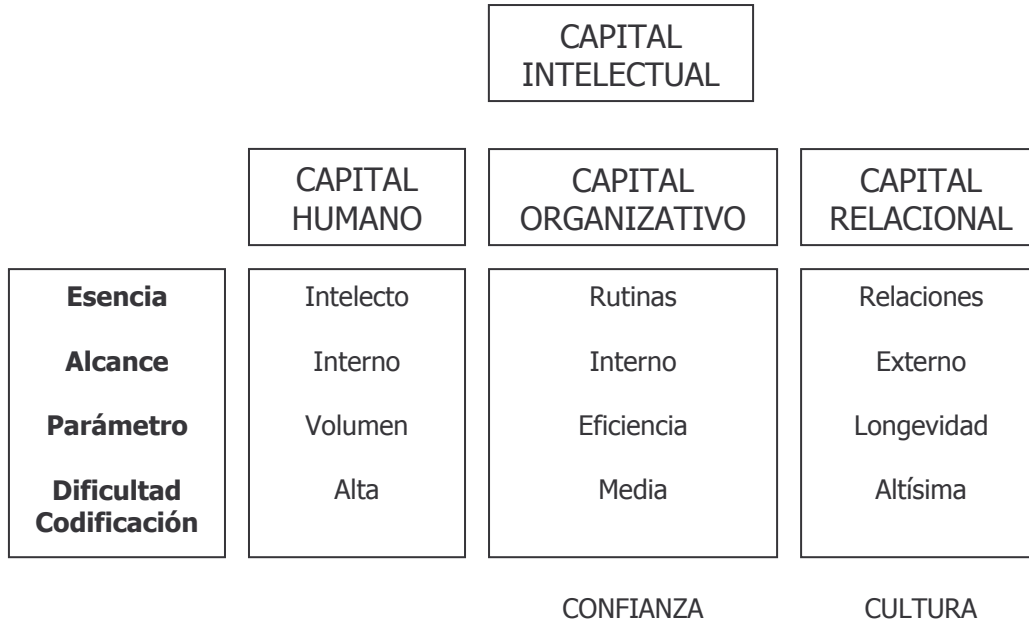 CAPITAL
INTELECTUAL
CAPITAL
HUMANO
CAPITAL
ORGANIZATIVO
CAPITAL
RELACIONAL
Esencia
Intelecto
Rutinas
Relaciones
Alcance
Interno
Interno
Externo
Parámetro
Volumen
Eficiencia
Longevidad
Dificultad
Codificación
Alta
Media
Altísima
CONFIANZA
CULTURA